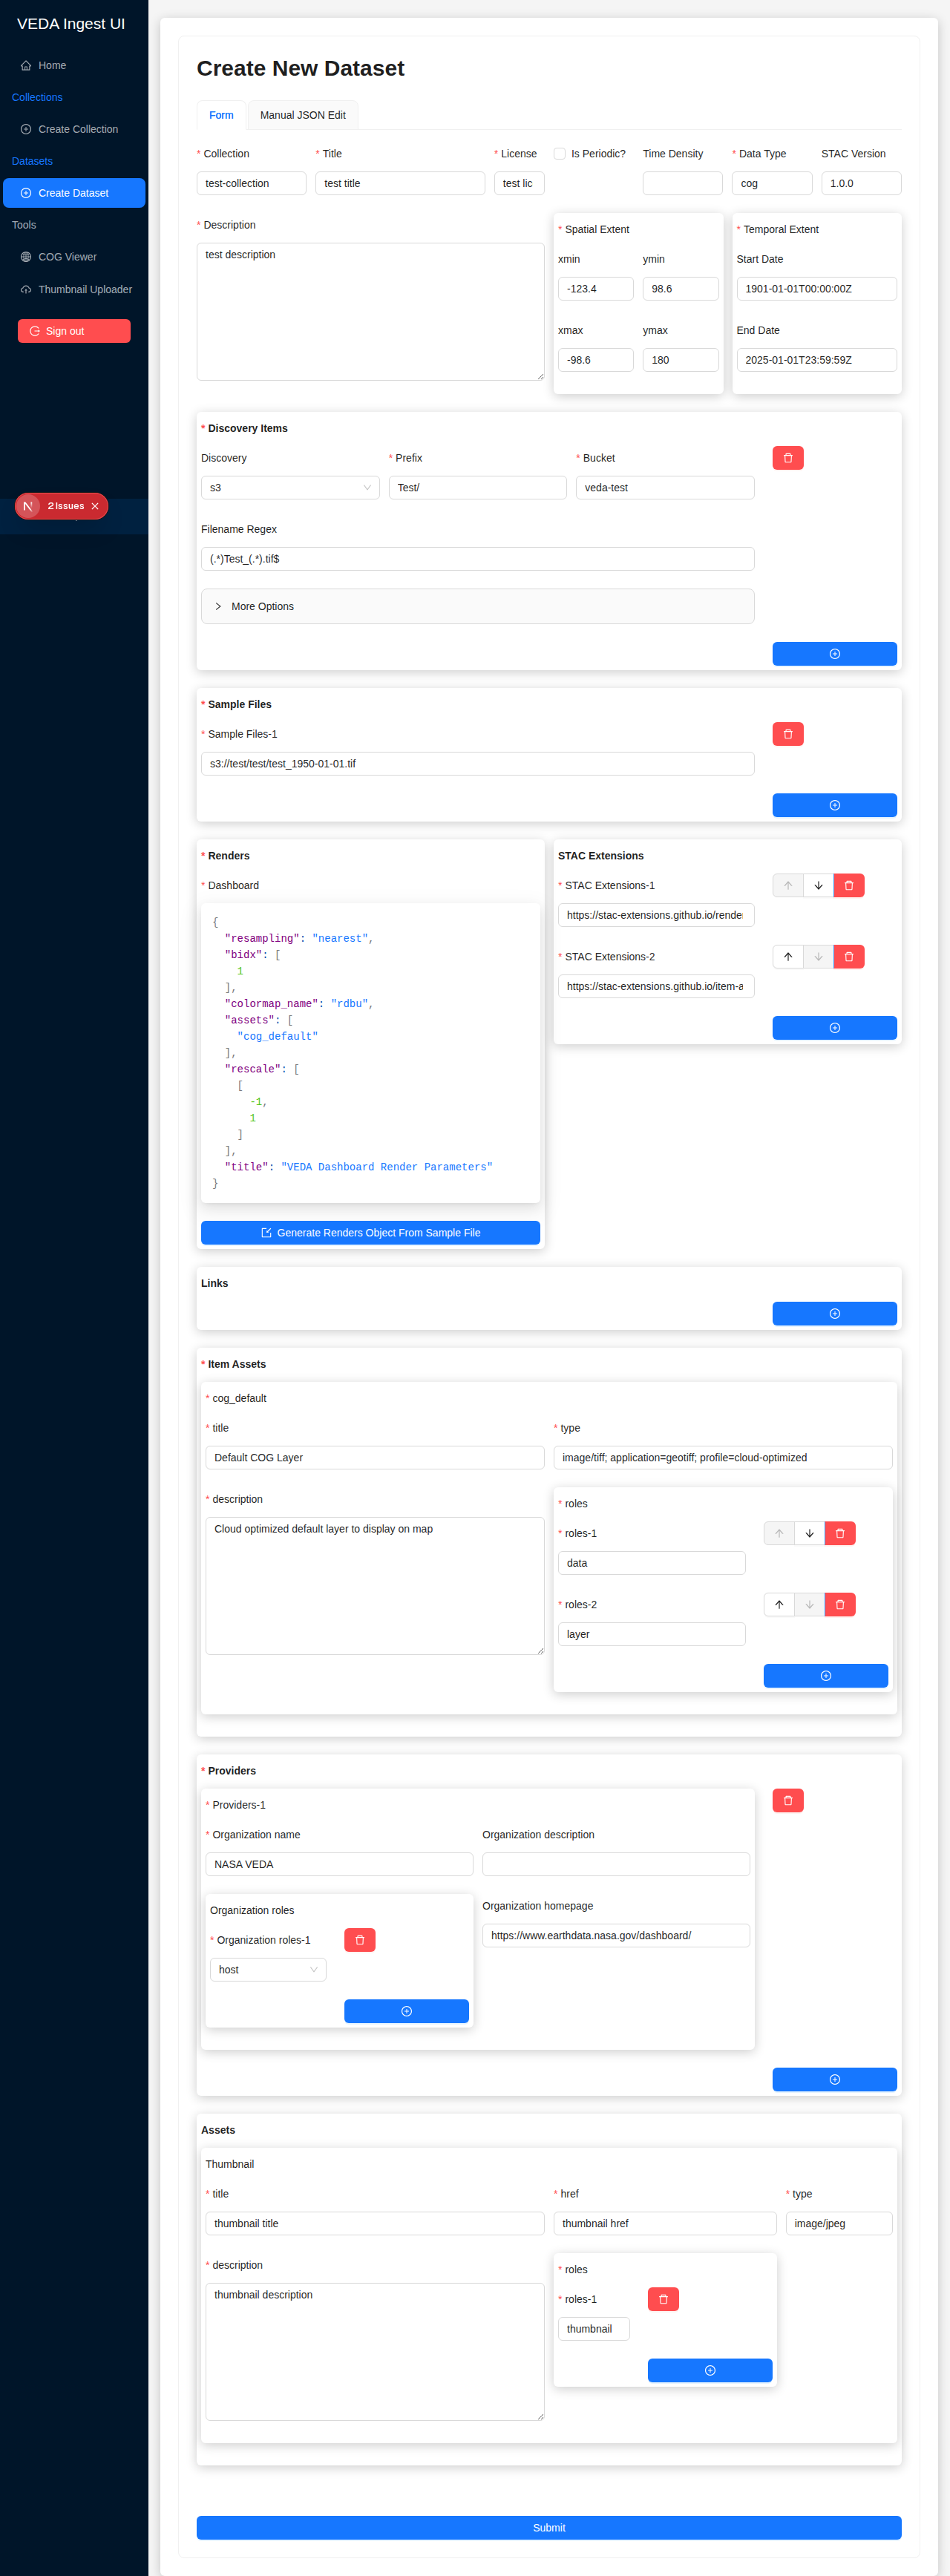 VEDA Ingest UI
Home
Collections
Create Collection
Datasets
Create Dataset
Tools
COG Viewer
Thumbnail Uploader
Sign out
2 Issues
Create New Dataset
Form
Manual JSON Edit
* Collection
* Title
* License
Is Periodic?
Time Density
* Data Type
STAC Version
test-collection
test title
test lic
cog
1.0.0
* Description
test description
* Spatial Extent
xmin
ymin
-123.4
98.6
xmax
ymax
-98.6
180
* Temporal Extent
Start Date
1901-01-01T00:00:00Z
End Date
2025-01-01T23:59:59Z
* Discovery Items
Discovery
* Prefix
* Bucket
s3
Test/
veda-test
Filename Regex
(.*)Test_(.*).tif$
More Options
* Sample Files
* Sample Files-1
s3://test/test/test_1950-01-01.tif
* Renders
* Dashboard
{
"resampling": "nearest",
"bidx": [
1
],
"colormap_name": "rdbu",
"assets": [
"cog_default"
],
"rescale": [
[
-1,
1
]
],
"title": "VEDA Dashboard Render Parameters"
}
Generate Renders Object From Sample File
STAC Extensions
* STAC Extensions-1
https://stac-extensions.github.io/rende
* STAC Extensions-2
https://stac-extensions.github.io/item-a
Links
* Item Assets
* cog_default
* title
* type
Default COG Layer
image/tiff; application=geotiff; profile=cloud-optimized
* description
Cloud optimized default layer to display on map
* roles
* roles-1
data
* roles-2
layer
* Providers
* Providers-1
* Organization name
Organization description
NASA VEDA
Organization roles
* Organization roles-1
host
Organization homepage
https://www.earthdata.nasa.gov/dashboard/
Assets
Thumbnail
* title
* href
* type
thumbnail title
thumbnail href
image/jpeg
* description
thumbnail description
* roles
* roles-1
thumbnail
Submit